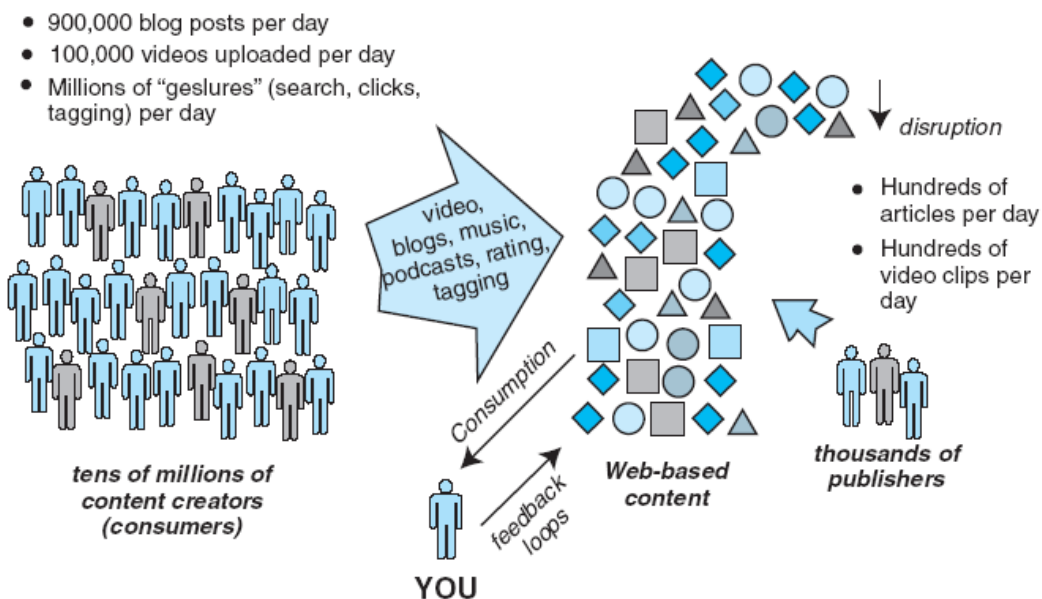 • 900,000 blog posts per day
• 100,000 videos uploaded per day
• Millions of “geslures” (search, clicks,
tagging) per day
video,
blogs, music,
podcasts, rating,
tagging
disruption
• Hundreds of
articles per day
• Hundreds of
video clips per
day
Consumption
feedback
loops
tens of millions of
content creators
(consumers)
YOU
Web-based
content
thousands of
publishers